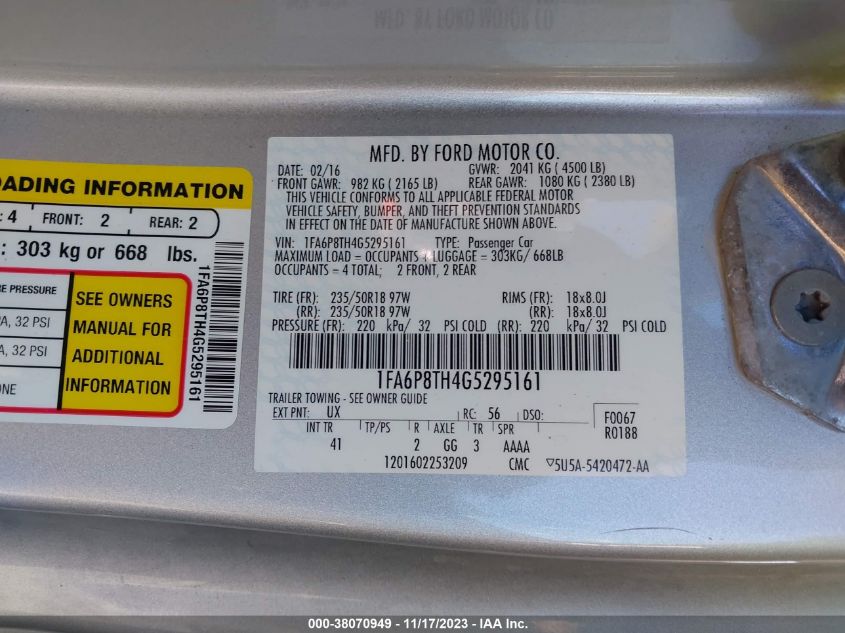 MFD. BY FORD MOTOR CO.
DATE: 02/16 GVWR: 2041 KG ( 4500 LB)
FRONT GAWR: 982 KG ( 2165 LB) REAR GAWR: 1080 KG ( 2380 LB)
THIS VEHICLE CONFORMS TO ALL APPLICABLE FEDERAL MOTOR
VEHICLE SAFETY, BUMPER, AND THEFT PREVENTION STANDARDS
IN EFFECT ON THE DATE OF MANUFACTURE SHOWN ABOVE.
VIN: 1FA6P8TH4G5295161 TYPE: Passenger Car
MAXIMUM LOAD = OCCUPANTS + LUGGAGE = 303KG/ 668LB
OCCUPANTS = 4 TOTAL; 2 FRONT, 2 REAR
TIRE (FR): 235/50R18 97W RIMS (FR): 18x8.0J
(RR): 235/50R18 97W (RR): 18x8.0J
PRESSURE (FR): 220 kPa/ 32 PSI COLD (RR): 220 kPa/ 32 PSI COLD
1FA6P8TH4G5295161
TRAILER TOWING - SEE OWNER GUIDE
EXT PNT: UX RC: 56 DSO:
F0067
R0188
INT TR TP/PS R AXLE TR SPR
41 2 GG 3 AAAA
1201602253209 CMC ▽5U5A-5420472-AA
OADING INFORMATION
: 4 FRONT: 2 REAR: 2
: 303 kg or 668 lbs.
PRESSURE
A, 32 PSI
A, 32 PSI
ONE
SEE OWNERS
MANUAL FOR
ADDITIONAL
INFORMATION
1FA6P8TH4G5295161
000-38070949 - 11/17/2023 - IAA Inc.